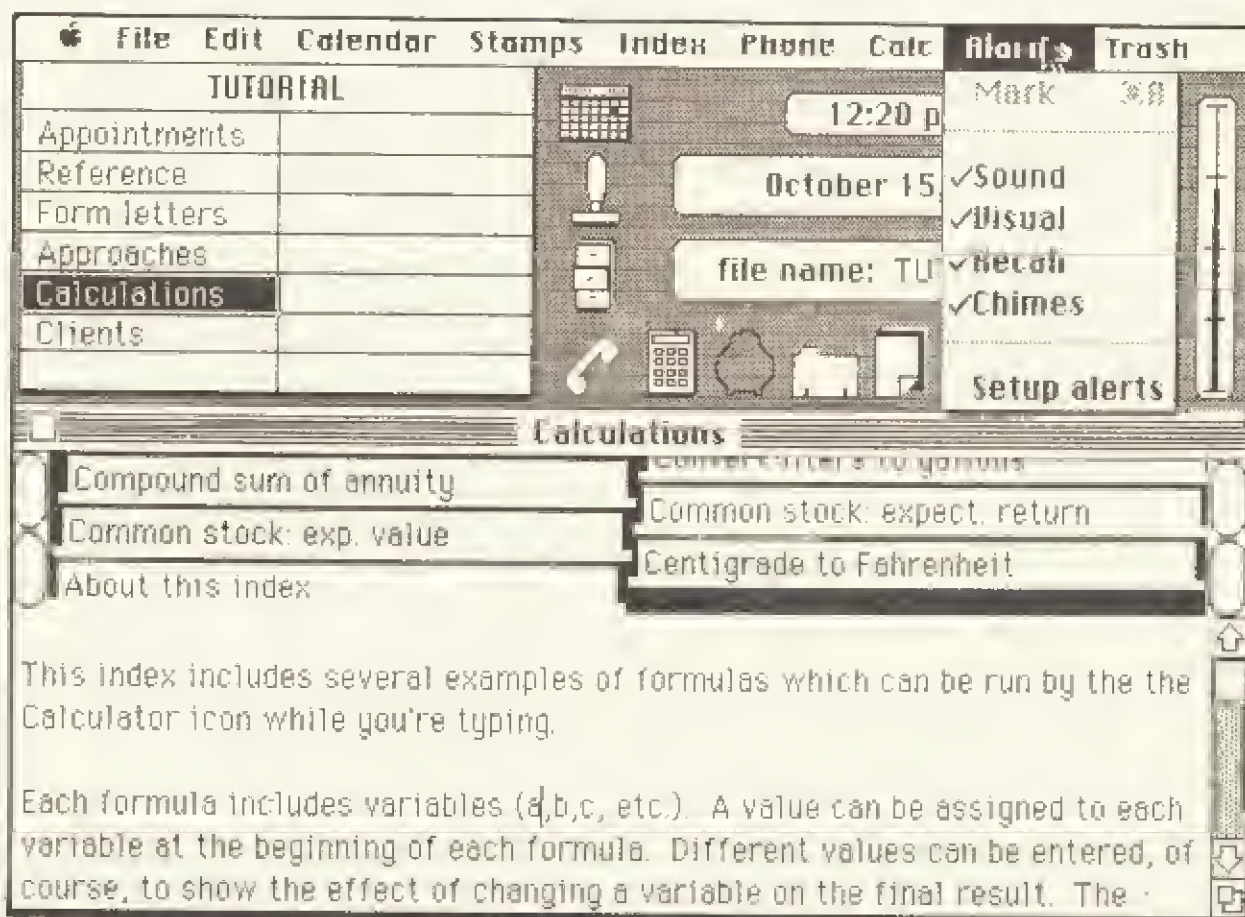 File Edit Calendar Stamps Index Phone Calc Alarms Trash
TUTORIAL
Appointments
Reference
Form letters
Approaches
Calculations
Clients
12:20 p
October 15,
file name: TUT
Mark ⌘A
✓Sound
✓Visual
✓Recall
✓Chimes
Setup alerts
Calculations
Compound sum of annuity
Common stock: exp. value
About this index
to gallons
Common stock: expect. return
Centigrade to Fahrenheit
This index includes several examples of formulas which can be run by the the
Calculator icon while you're typing.
Each formula includes variables (a,b,c, etc.). A value can be assigned to each
variable at the beginning of each formula. Different values can be entered, of
course, to show the effect of changing a variable on the final result. The